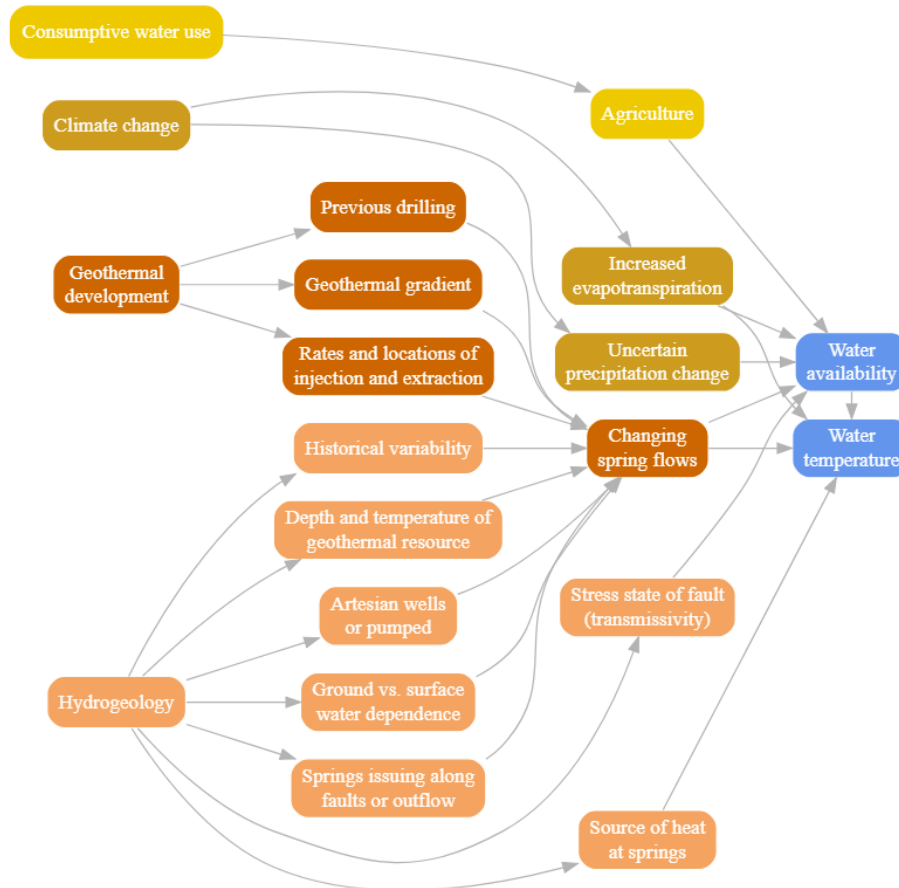 Consumptive water use
Climate change
Agriculture
Previous drilling
Geothermal
development
Geothermal gradient
Increased
evapotranspiration
Rates and locations of
injection and extraction
Uncertain
precipitation change
Water
availability
Historical variability
Changing
spring flows
Water
temperature
Depth and temperature of
geothermal resource
Artesian wells
or pumped
Stress state of fault
(transmissivity)
Hydrogeology
Ground vs. surface
water dependence
Springs issuing along
faults or outflow
Source of heat
at springs